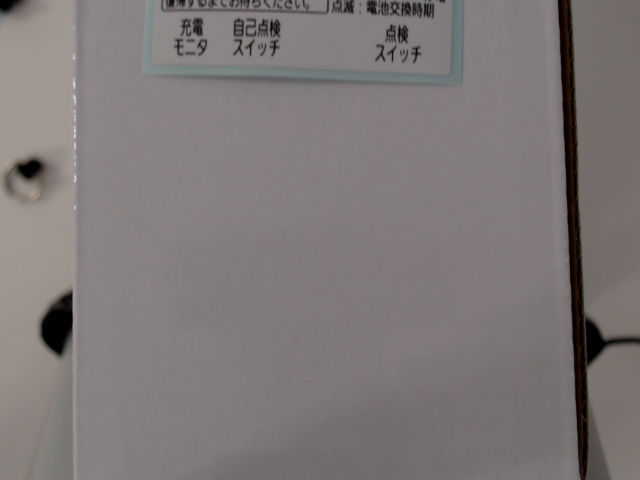 復帰するまでお待ちください。
点滅：電池交換時期
充電 自己点検 点検
モニタ スイッチ スイッチ